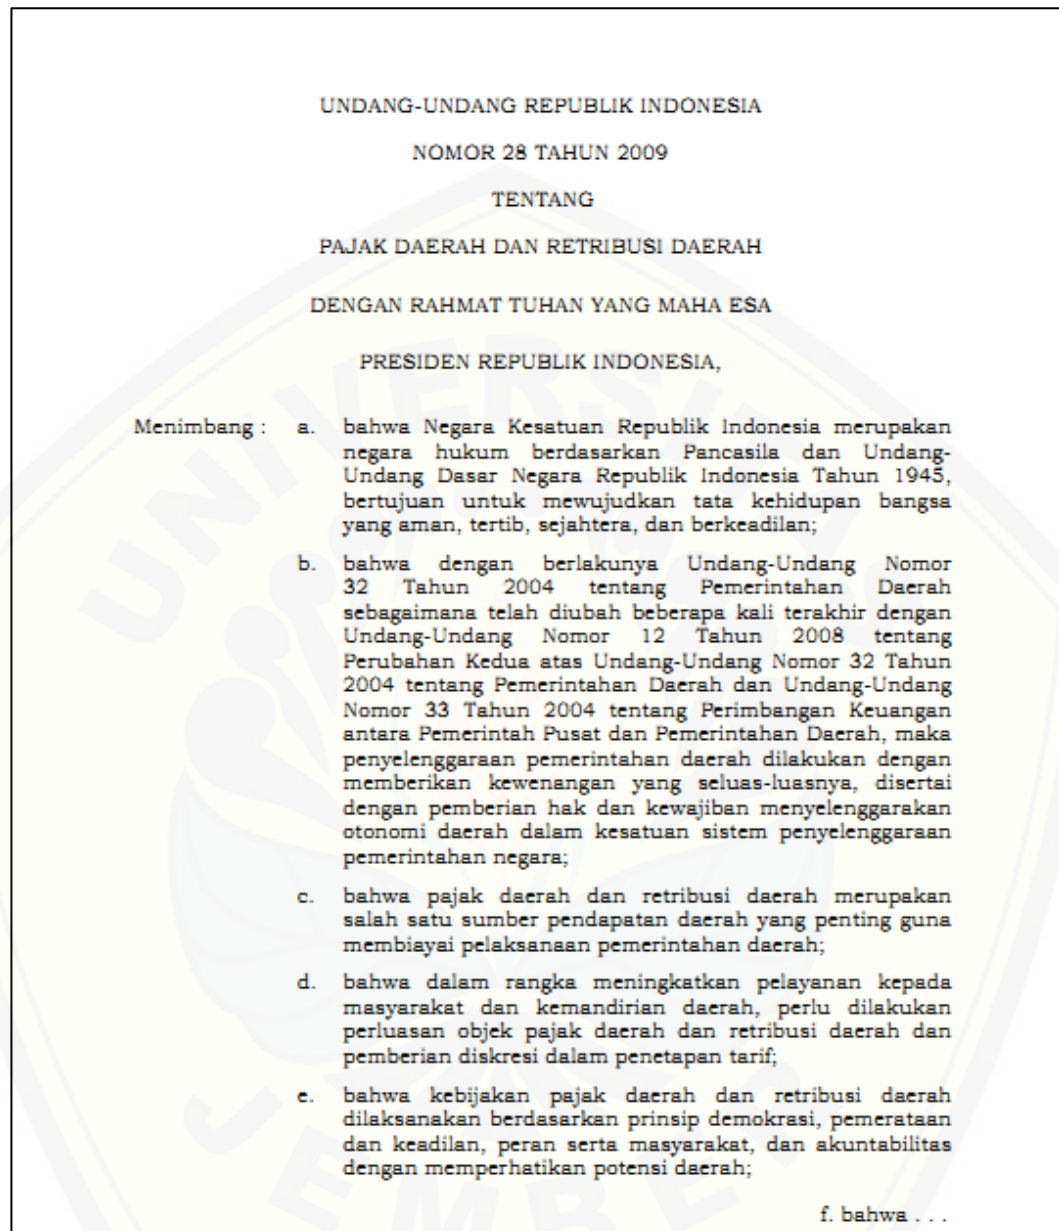 UNDANG-UNDANG REPUBLIK INDONESIA
NOMOR 28 TAHUN 2009
TENTANG
PAJAK DAERAH DAN RETRIBUSI DAERAH
DENGAN RAHMAT TUHAN YANG MAHA ESA
PRESIDEN REPUBLIK INDONESIA,
Menimbang : a. bahwa Negara Kesatuan Republik Indonesia merupakan
negara hukum berdasarkan Pancasila dan Undang-
Undang Dasar Negara Republik Indonesia Tahun 1945,
bertujuan untuk mewujudkan tata kehidupan bangsa
yang aman, tertib, sejahtera, dan berkeadilan;
b. bahwa dengan berlakunya Undang-Undang Nomor
32 Tahun 2004 tentang Pemerintahan Daerah
sebagaimana telah diubah beberapa kali terakhir dengan
Undang-Undang Nomor 12 Tahun 2008 tentang
Perubahan Kedua atas Undang-Undang Nomor 32 Tahun
2004 tentang Pemerintahan Daerah dan Undang-Undang
Nomor 33 Tahun 2004 tentang Perimbangan Keuangan
antara Pemerintah Pusat dan Pemerintahan Daerah, maka
penyelenggaraan pemerintahan daerah dilakukan dengan
memberikan kewenangan yang seluas-luasnya, disertai
dengan pemberian hak dan kewajiban menyelenggarakan
otonomi daerah dalam kesatuan sistem penyelenggaraan
pemerintahan negara;
c. bahwa pajak daerah dan retribusi daerah merupakan
salah satu sumber pendapatan daerah yang penting guna
membiayai pelaksanaan pemerintahan daerah;
d. bahwa dalam rangka meningkatkan pelayanan kepada
masyarakat dan kemandirian daerah, perlu dilakukan
perluasan objek pajak daerah dan retribusi daerah dan
pemberian diskresi dalam penetapan tarif;
e. bahwa kebijakan pajak daerah dan retribusi daerah
dilaksanakan berdasarkan prinsip demokrasi, pemerataan
dan keadilan, peran serta masyarakat, dan akuntabilitas
dengan memperhatikan potensi daerah;
f. bahwa . . .
UNIVERSITAS
JEMBER